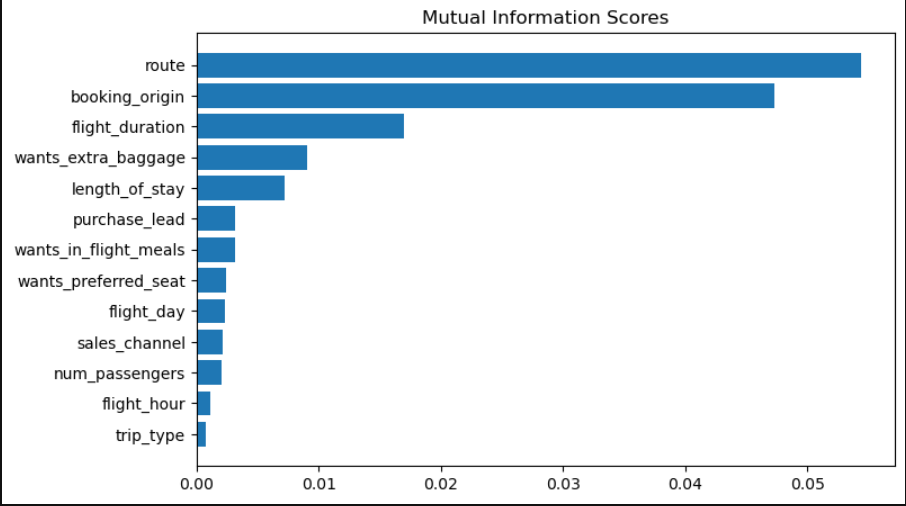 Mutual Information Scores
route
booking_origin
flight_duration
wants_extra_baggage
length_of_stay
purchase_lead
wants_in_flight_meals
wants_preferred_seat
flight_day
sales_channel
num_passengers
flight_hour
trip_type
0.00 0.01 0.02 0.03 0.04 0.05